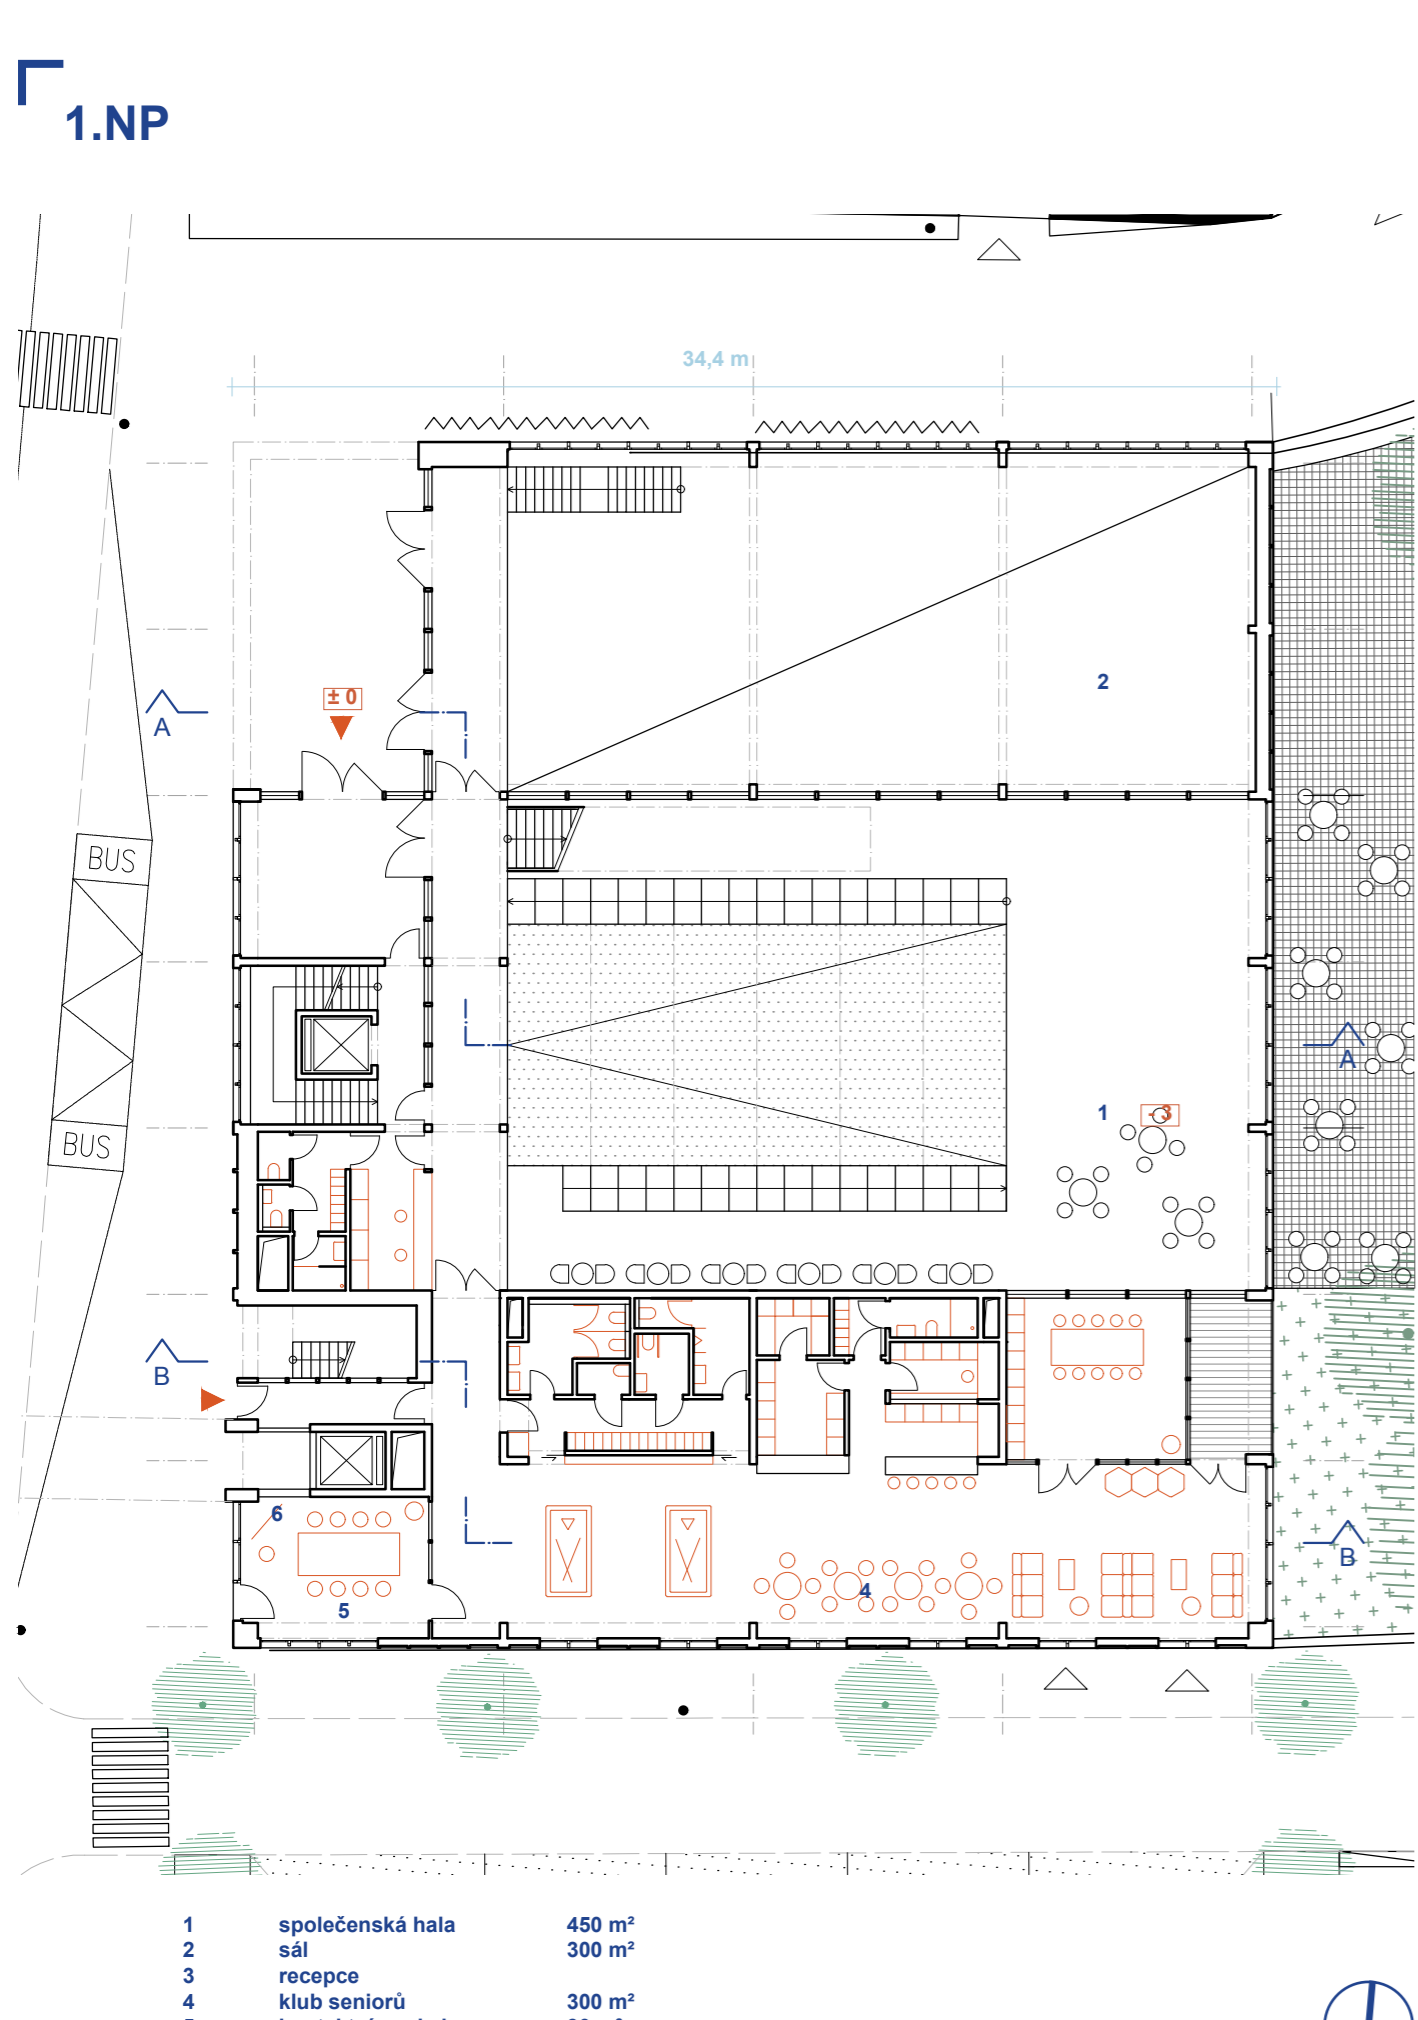 1.NP
34,4 m
± 0
2
A
BUS
BUS
A
1
- 3
B
6
5
4
B
1 společenská hala 450 m²
2 sál 300 m²
3 recepce
4 klub seniorů 300 m²